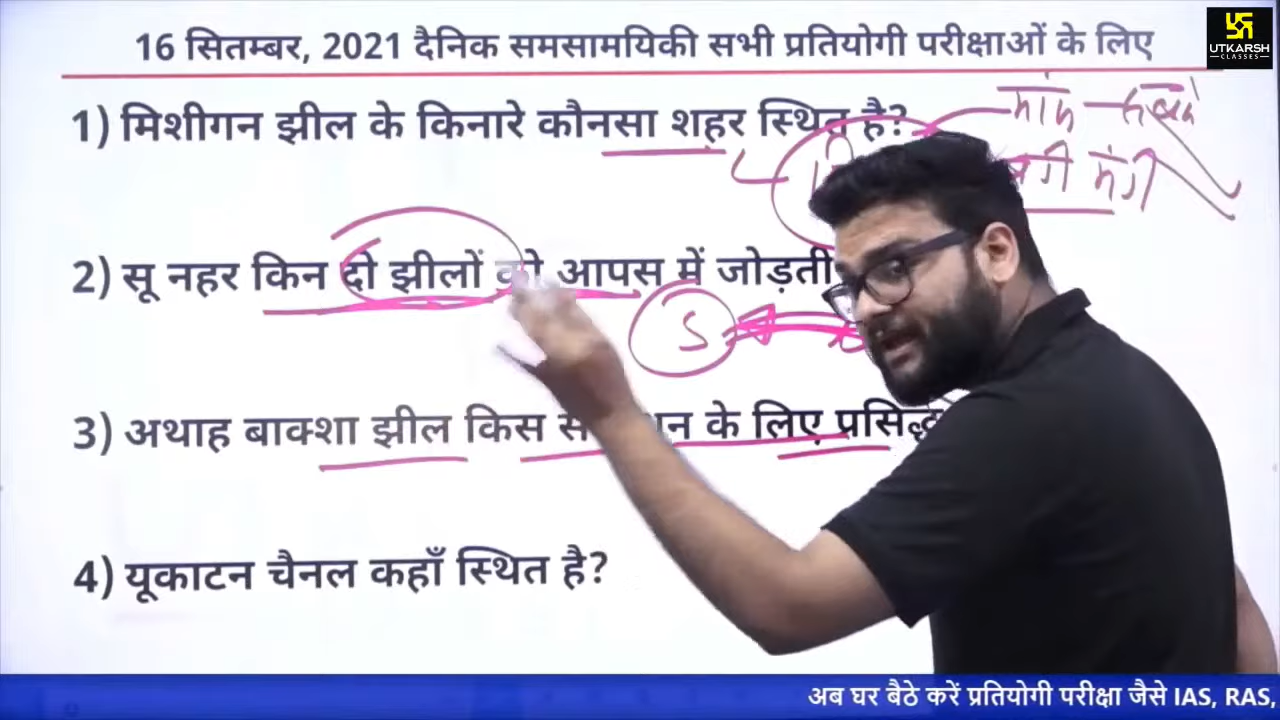 16 सितम्बर, 2021 दैनिक समसामयिकी सभी प्रतियोगी परीक्षाओं के लिए
UTKARSH
CLASSES
1) मिशीगन झील के किनारे कौनसा शहर स्थित है?
2) सू नहर किन दो झीलों को आपस में जोड़ती
S
3) अथाह बाक्शा झील किस के लिए प्रसिद्ध
4) यूकाटन चैनल कहाँ स्थित है?
अब घर बैठे करें प्रतियोगी परीक्षा जैसे IAS, RAS,